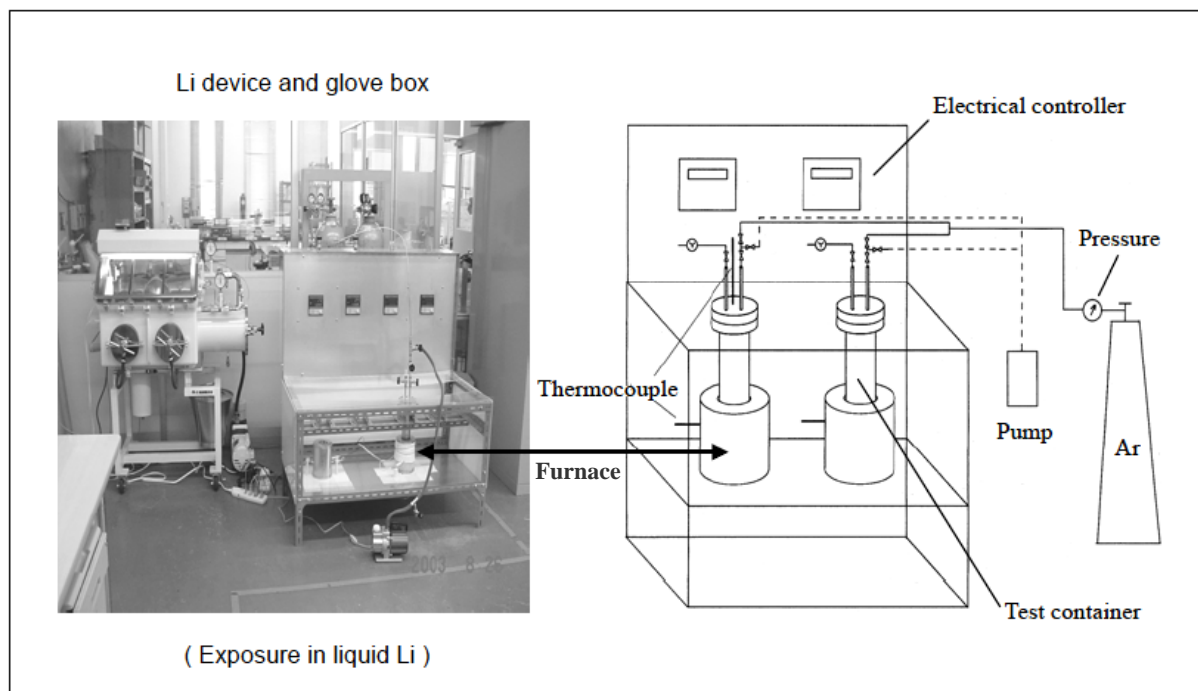 Li device and glove box
Electrical controller
Pressure
Thermocouple
Furnace
Pump
Ar
Test container
2003 8 26
( Exposure in liquid Li )